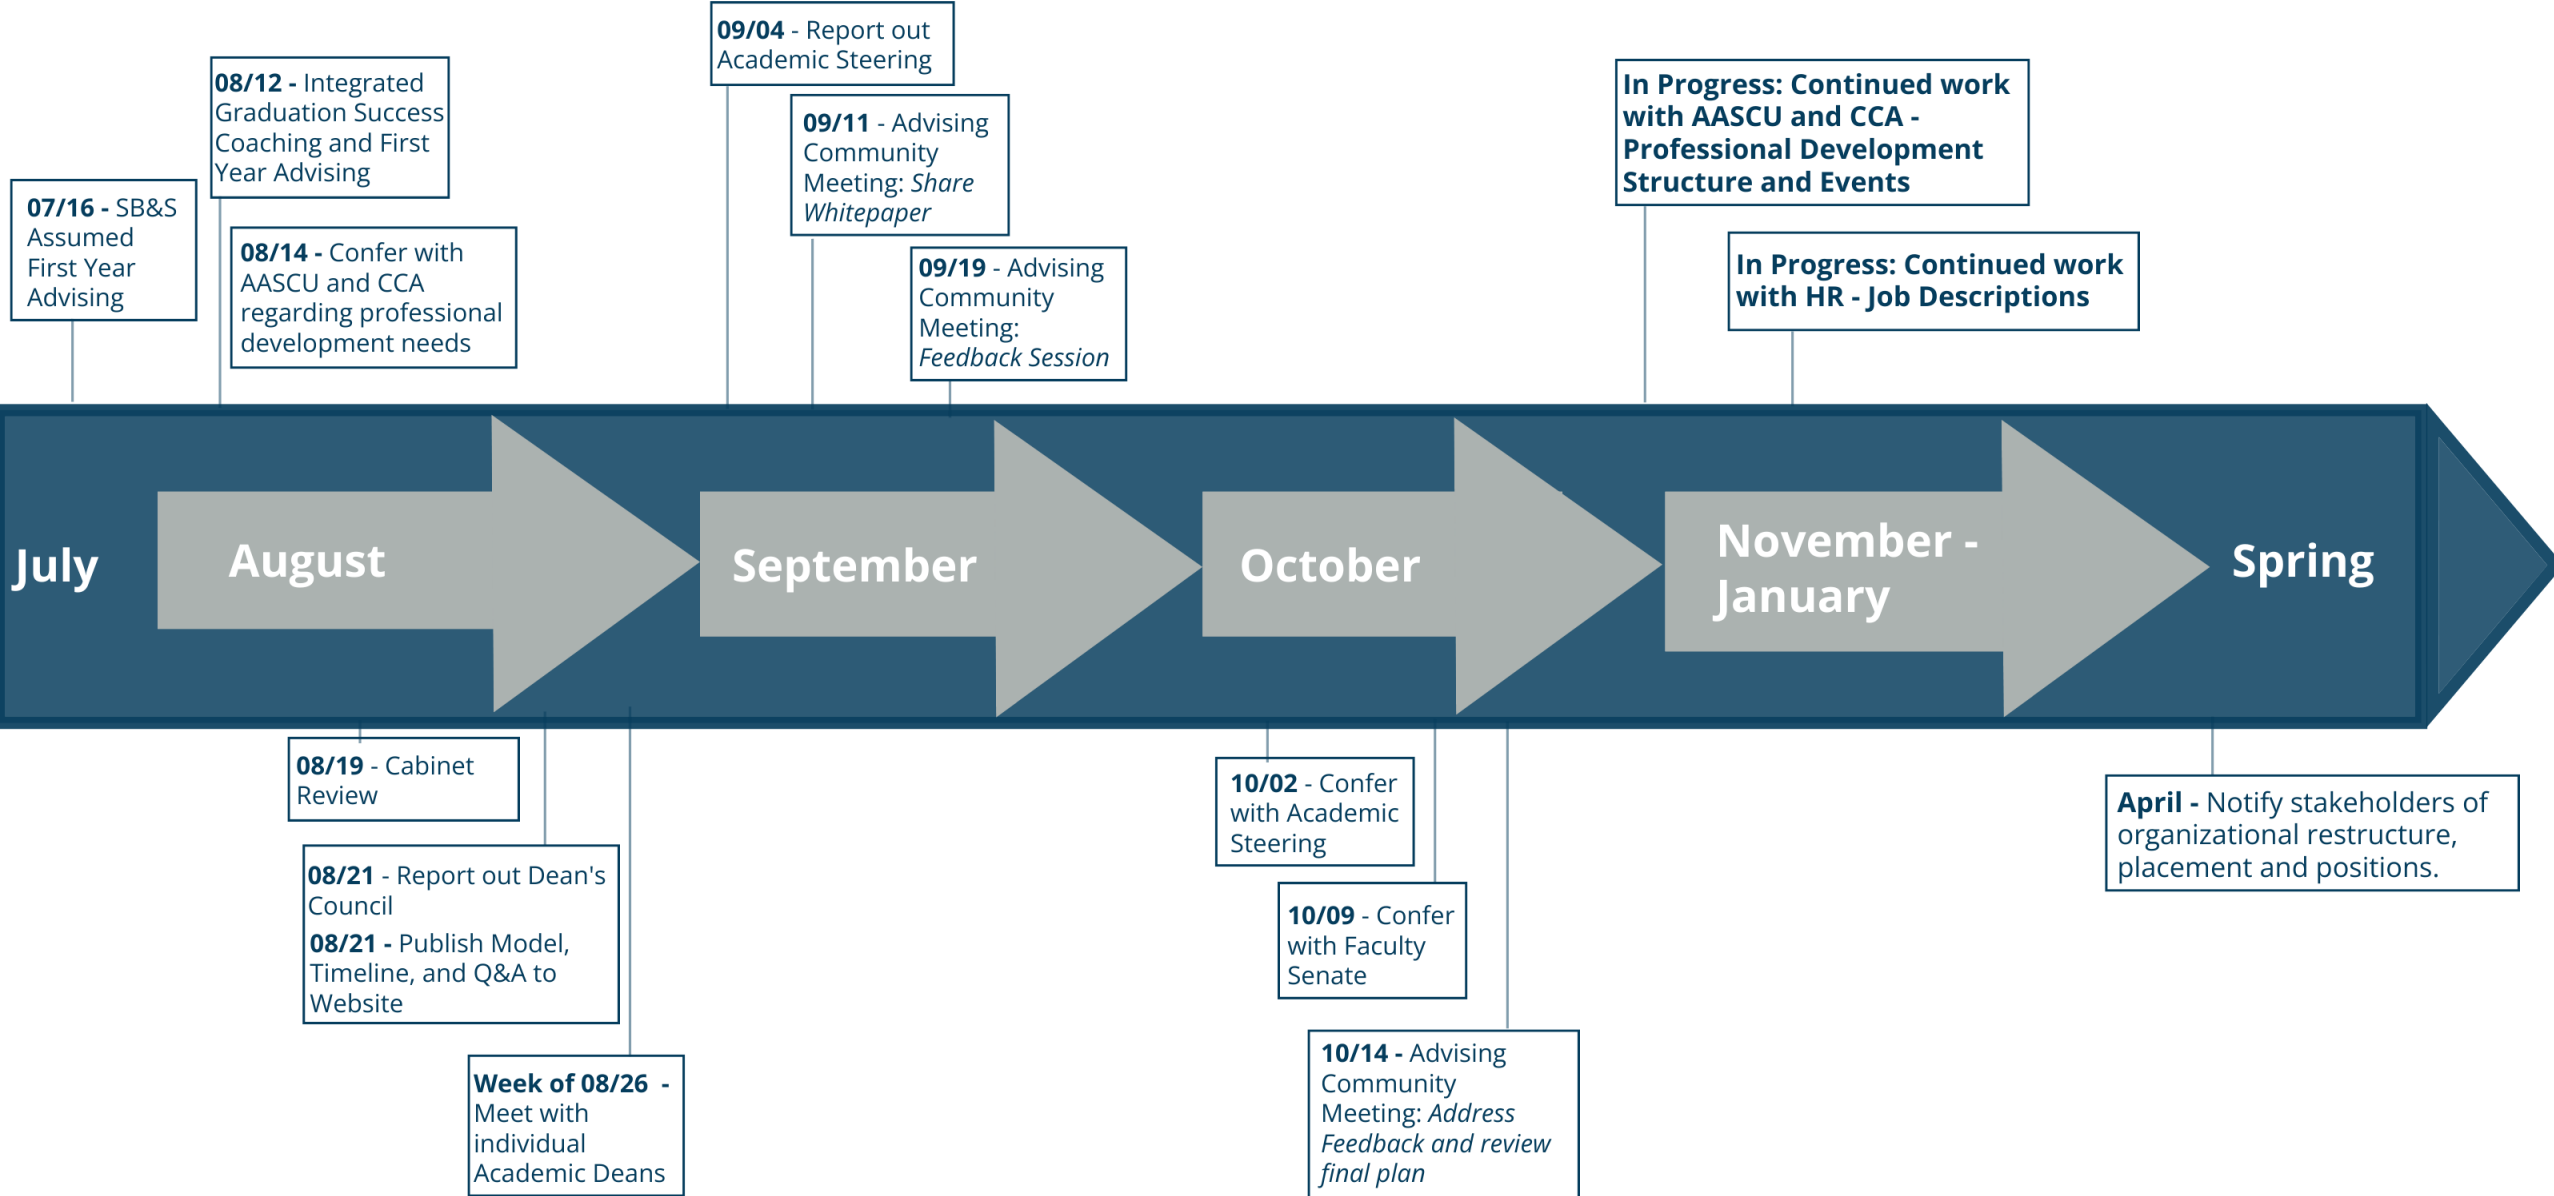 07/16 - SB&S
Assumed
First Year
Advising
08/12 - Integrated
Graduation Success
Coaching and First
Year Advising
08/14 - Confer with
AASCU and CCA
regarding professional
development needs
09/04 - Report out
Academic Steering
09/11 - Advising
Community
Meeting: Share
Whitepaper
09/19 - Advising
Community
Meeting:
Feedback Session
In Progress: Continued work
with AASCU and CCA -
Professional Development
Structure and Events
In Progress: Continued work
with HR - Job Descriptions
July
August
September
October
November -
January
Spring
08/19 - Cabinet
Review
08/21 - Report out Dean's
Council
08/21 - Publish Model,
Timeline, and Q&A to
Website
Week of 08/26 -
Meet with
individual
Academic Deans
10/02 - Confer
with Academic
Steering
10/09 - Confer
with Faculty
Senate
10/14 - Advising
Community
Meeting: Address
Feedback and review
final plan
April - Notify stakeholders of
organizational restructure,
placement and positions.